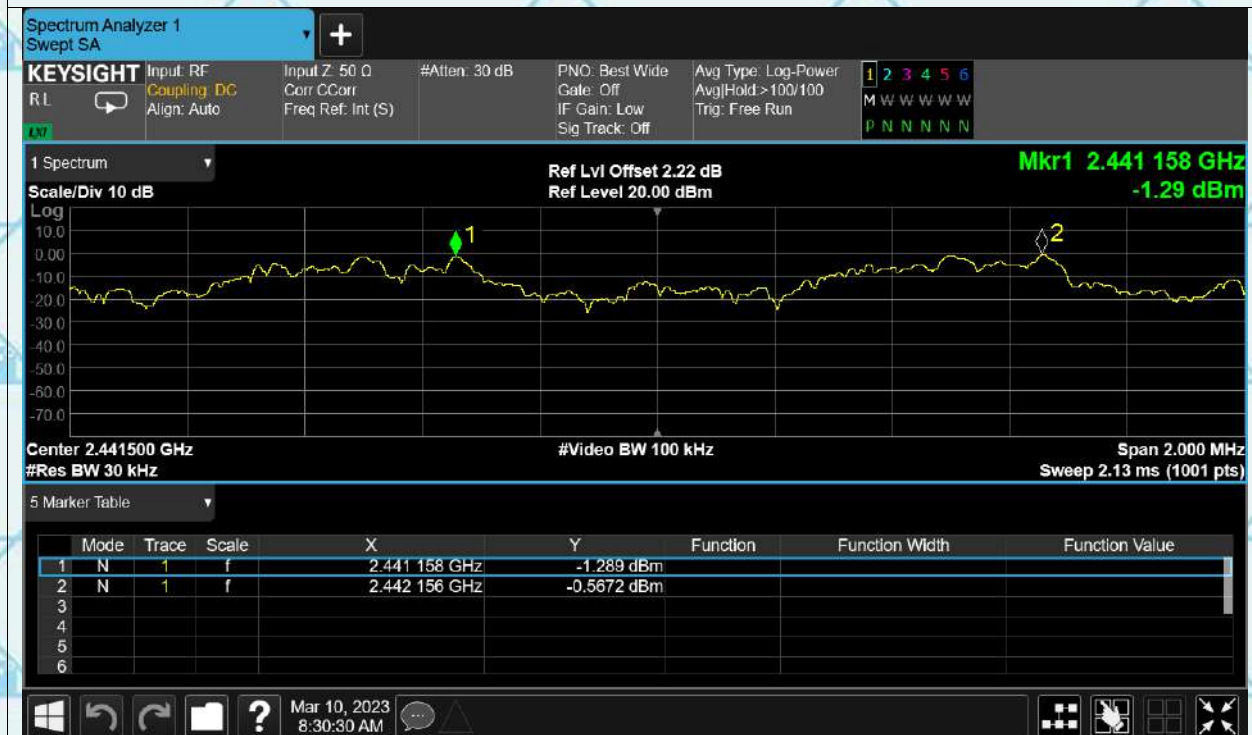 Spectrum Analyzer 1
Swept SA
+
KEYSIGHT
RL
LXI
Input: RF
Coupling: DC
Align: Auto
Input Z: 50 Ω
Corr CCorr
Freq Ref: Int (S)
#Atten: 30 dB
PNO: Best Wide
Gate: Off
IF Gain: Low
Sig Track: Off
Avg Type: Log-Power
Avg|Hold:>100/100
Trig: Free Run
1 2 3 4 5 6
M W W W W W
P N N N N N
1 Spectrum
Scale/Div 10 dB
Log
Ref Lvl Offset 2.22 dB
Ref Level 20.00 dBm
Mkr1 2.441 158 GHz
-1.29 dBm
10.0
0.00
-10.0
-20.0
-30.0
-40.0
-50.0
-60.0
-70.0
1
2
Center 2.441500 GHz
#Res BW 30 kHz
#Video BW 100 kHz
Span 2.000 MHz
Sweep 2.13 ms (1001 pts)
5 Marker Table
Mode Trace Scale X Y Function Function Width Function Value
1 N 1 f 2.441 158 GHz -1.289 dBm
2 N 1 f 2.442 156 GHz -0.5672 dBm
3
4
5
6
?
Mar 10, 2023
8:30:30 AM